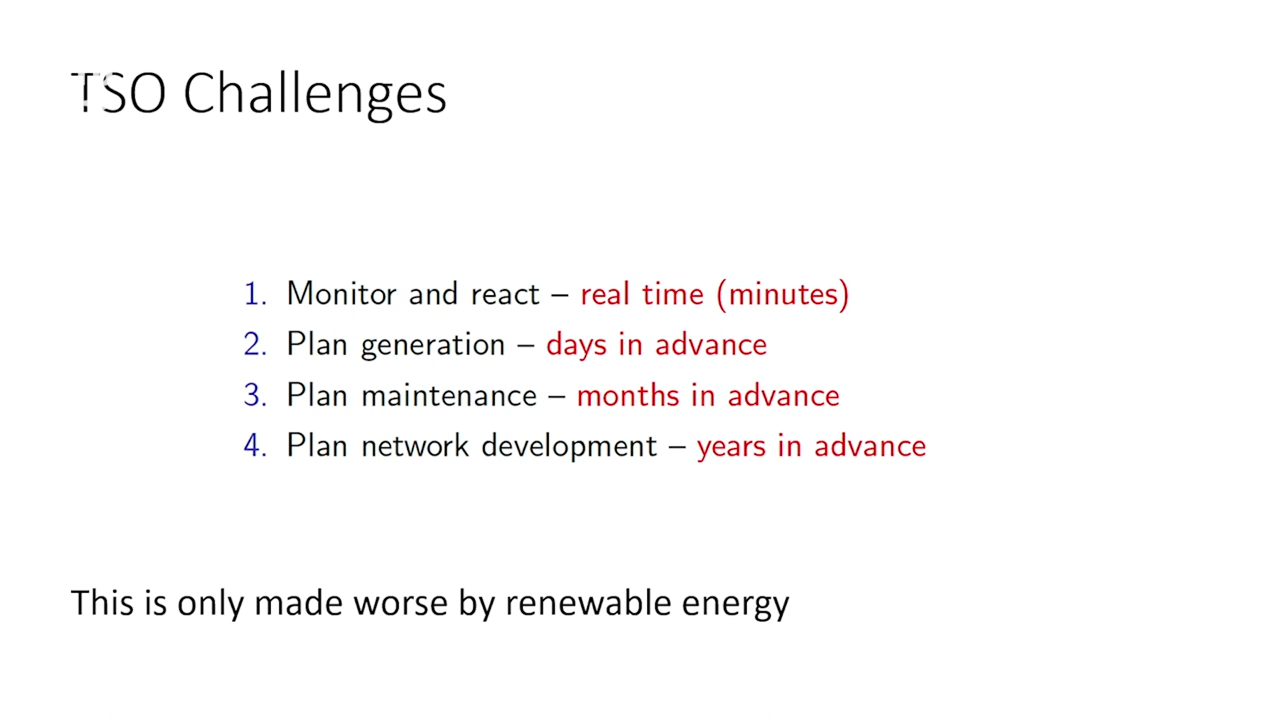 TSO Challenges
1. Monitor and react – real time (minutes)
2. Plan generation – days in advance
3. Plan maintenance – months in advance
4. Plan network development – years in advance
This is only made worse by renewable energy